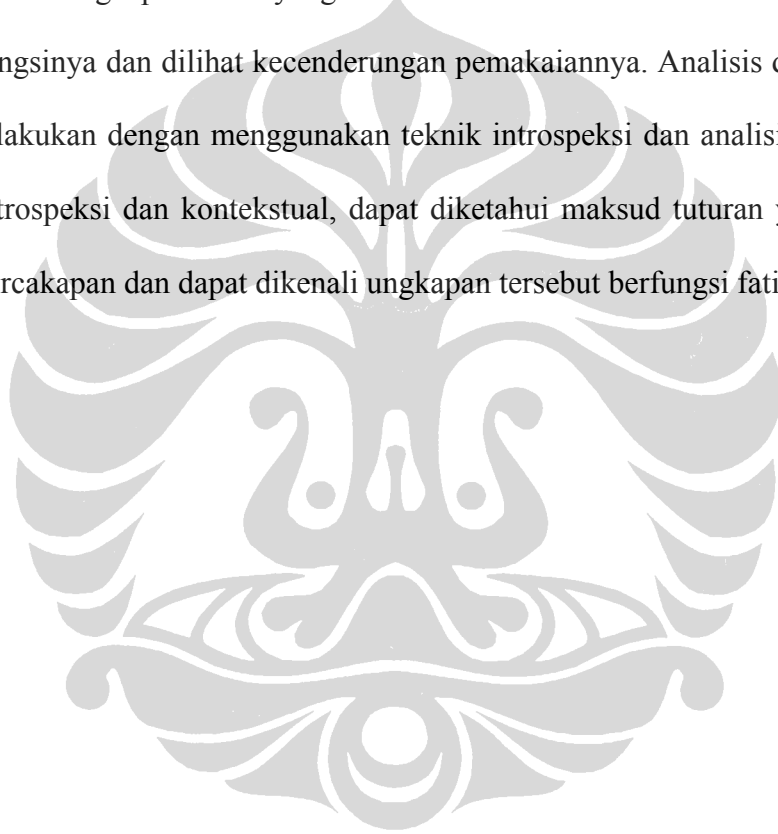 ngsinya dan dilihat kecenderungan pemakaiannya. Analisis d
lakukan dengan menggunakan teknik introspeksi dan analisi
trospeksi dan kontekstual, dapat diketahui maksud tuturan y
rcakapan dan dapat dikenali ungkapan tersebut berfungsi fati